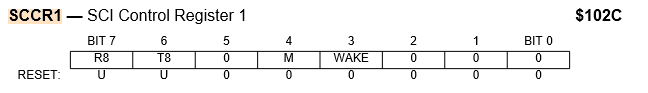 SCCR1 — SCI Control Register 1 $102C
BIT 7 6 5 4 3 2 1 BIT 0
R8 T8 0 M WAKE 0 0 0
RESET: U U 0 0 0 0 0 0